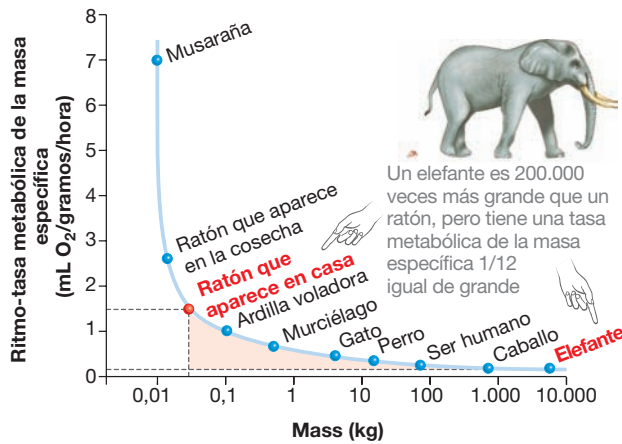 Ritmo-tasa metabólica de la masa
específica
(mL O₂/gramos/hora)
8
7
6
5
4
3
2
1
0
Musaraña
Ratón que aparece
en la cosecha
Ratón que
aparece en casa
Ardilla voladora
Murciélago
Gato
Perro
Ser humano
Caballo
Elefante
Un elefante es 200.000
veces más grande que un
ratón, pero tiene una tasa
metabólica de la masa
específica 1/12
igual de grande
0,01
0,1
1
10
100
1.000
10.000
Mass (kg)